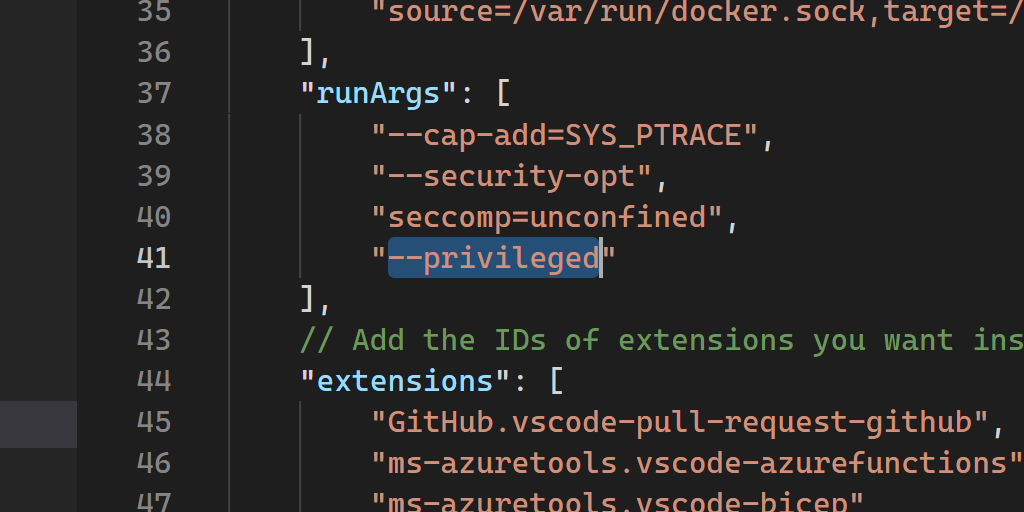 35 "source=/var/run/docker.sock,target=/
36 ],
37 "runArgs": [
38 "--cap-add=SYS_PTRACE",
39 "--security-opt",
40 "seccomp=unconfined",
41 "--privileged"
42 ],
43 // Add the IDs of extensions you want ins
44 "extensions": [
45 "GitHub.vscode-pull-request-github",
46 "ms-azuretools.vscode-azurefunctions"
47 "ms-azuretools.vscode-bicep"